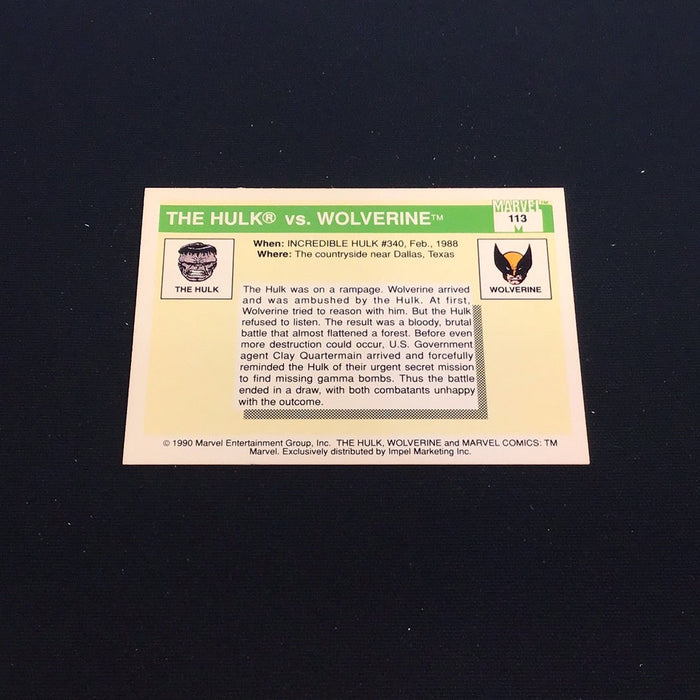 THE HULK® vs. WOLVERINE™
MARVEL™
113
THE HULK
When: INCREDIBLE HULK #340, Feb., 1988
Where: The countryside near Dallas, Texas
WOLVERINE
The Hulk was on a rampage. Wolverine arrived
and was ambushed by the Hulk. At first,
Wolverine tried to reason with him. But the Hulk
refused to listen. The result was a bloody, brutal
battle that almost flattened a forest. Before even
more destruction could occur, U.S. Government
agent Clay Quartermain arrived and forcefully
reminded the Hulk of their urgent secret mission
to find missing gamma bombs. Thus the battle
ended in a draw, with both combatants unhappy
with the outcome.
© 1990 Marvel Entertainment Group, Inc. THE HULK, WOLVERINE and MARVEL COMICS: TM
Marvel. Exclusively distributed by Impel Marketing Inc.